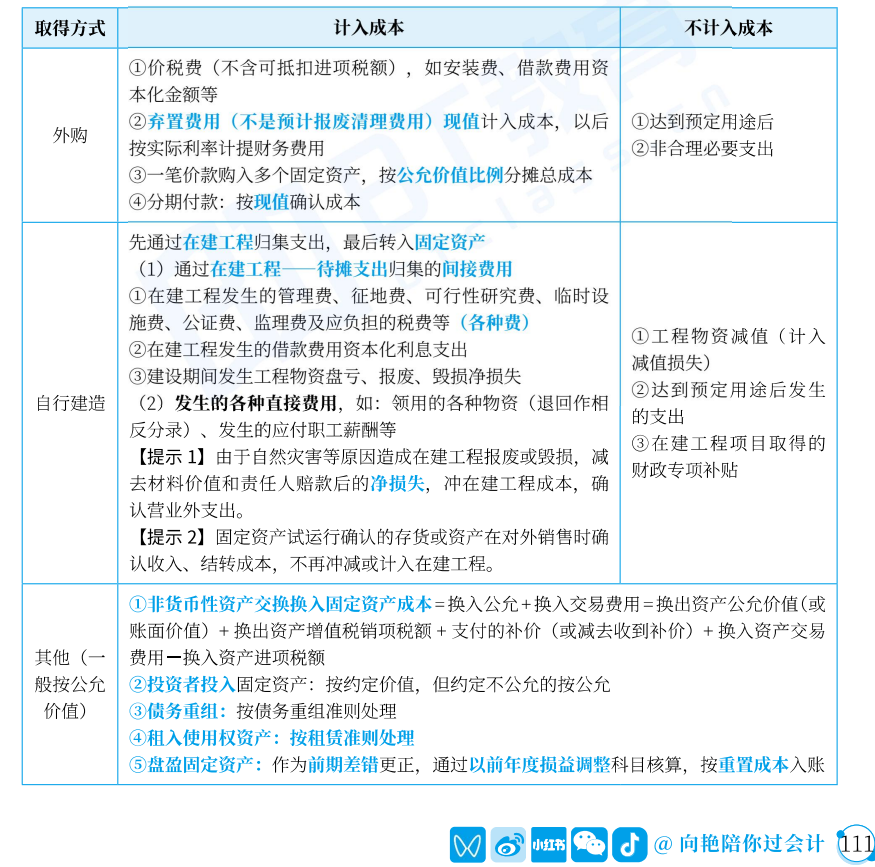 取得方式 计入成本 不计入成本
外购
①价税费（不含可抵扣进项税额），如安装费、借款费用资
本化金额等
②弃置费用（不是预计报废清理费用）现值计入成本，以后
按实际利率计提财务费用
③一笔价款购入多个固定资产，按公允价值比例分摊总成本
④分期付款：按现值确认成本
①达到预定用途后
②非合理必要支出
自行建造
先通过在建工程归集支出，最后转入固定资产
（1）通过在建工程——待摊支出归集的间接费用
①在建工程发生的管理费、征地费、可行性研究费、临时设
施费、公证费、监理费及应负担的税费等（各种费）
②在建工程发生的借款费用资本化利息支出
③建设期间发生工程物资盘亏、报废、毁损净损失
（2）发生的各种直接费用，如：领用的各种物资（退回作相
反分录）、发生的应付职工薪酬等
【提示 1】由于自然灾害等原因造成在建工程报废或毁损，减
去材料价值和责任人赔款后的净损失，冲在建工程成本，确
认营业外支出。
【提示 2】固定资产试运行确认的存货或资产在对外销售时确
认收入、结转成本，不再冲减或计入在建工程。
①工程物资减值（计入
减值损失）
②达到预定用途后发生
的支出
③在建工程项目取得的
财政专项补贴
其他（一
般按公允
价值）
①非货币性资产交换换入固定资产成本=换入公允+换入交易费用=换出资产公允价值(或
账面价值）+ 换出资产增值税销项税额 + 支付的补价（或减去收到补价）+ 换入资产交易
费用－换入资产进项税额
②投资者投入固定资产：按约定价值，但约定不公允的按公允
③债务重组：按债务重组准则处理
④租入使用权资产：按租赁准则处理
⑤盘盈固定资产：作为前期差错更正，通过以前年度损益调整科目核算，按重置成本入账
小红书 @ 向艳陪你过会计 111